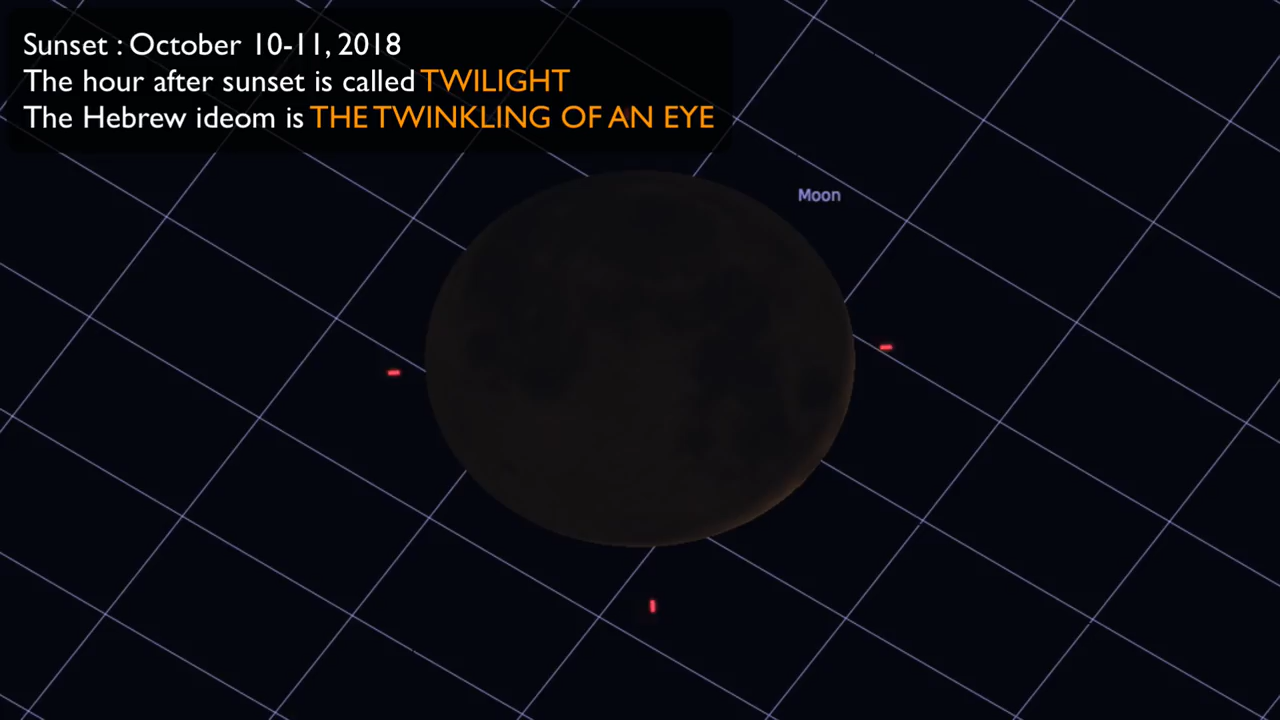 Sunset : October 10-11, 2018
The hour after sunset is called TWILIGHT
The Hebrew ideom is THE TWINKLING OF AN EYE
Moon